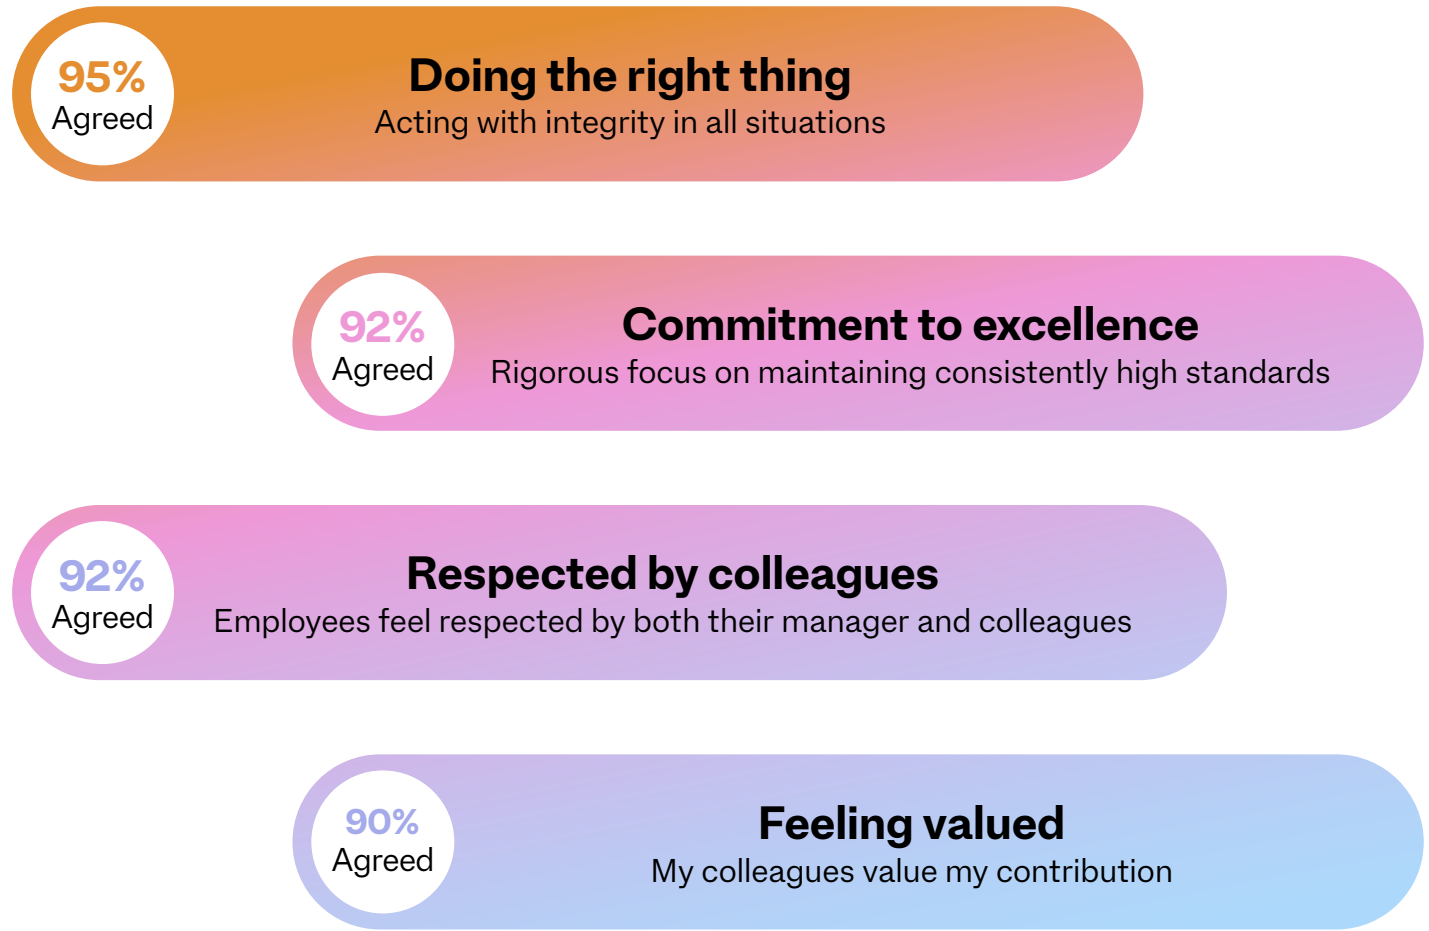 95%
Agreed
Doing the right thing
Acting with integrity in all situations
92%
Agreed
Commitment to excellence
Rigorous focus on maintaining consistently high standards
92%
Agreed
Respected by colleagues
Employees feel respected by both their manager and colleagues
90%
Agreed
Feeling valued
My colleagues value my contribution